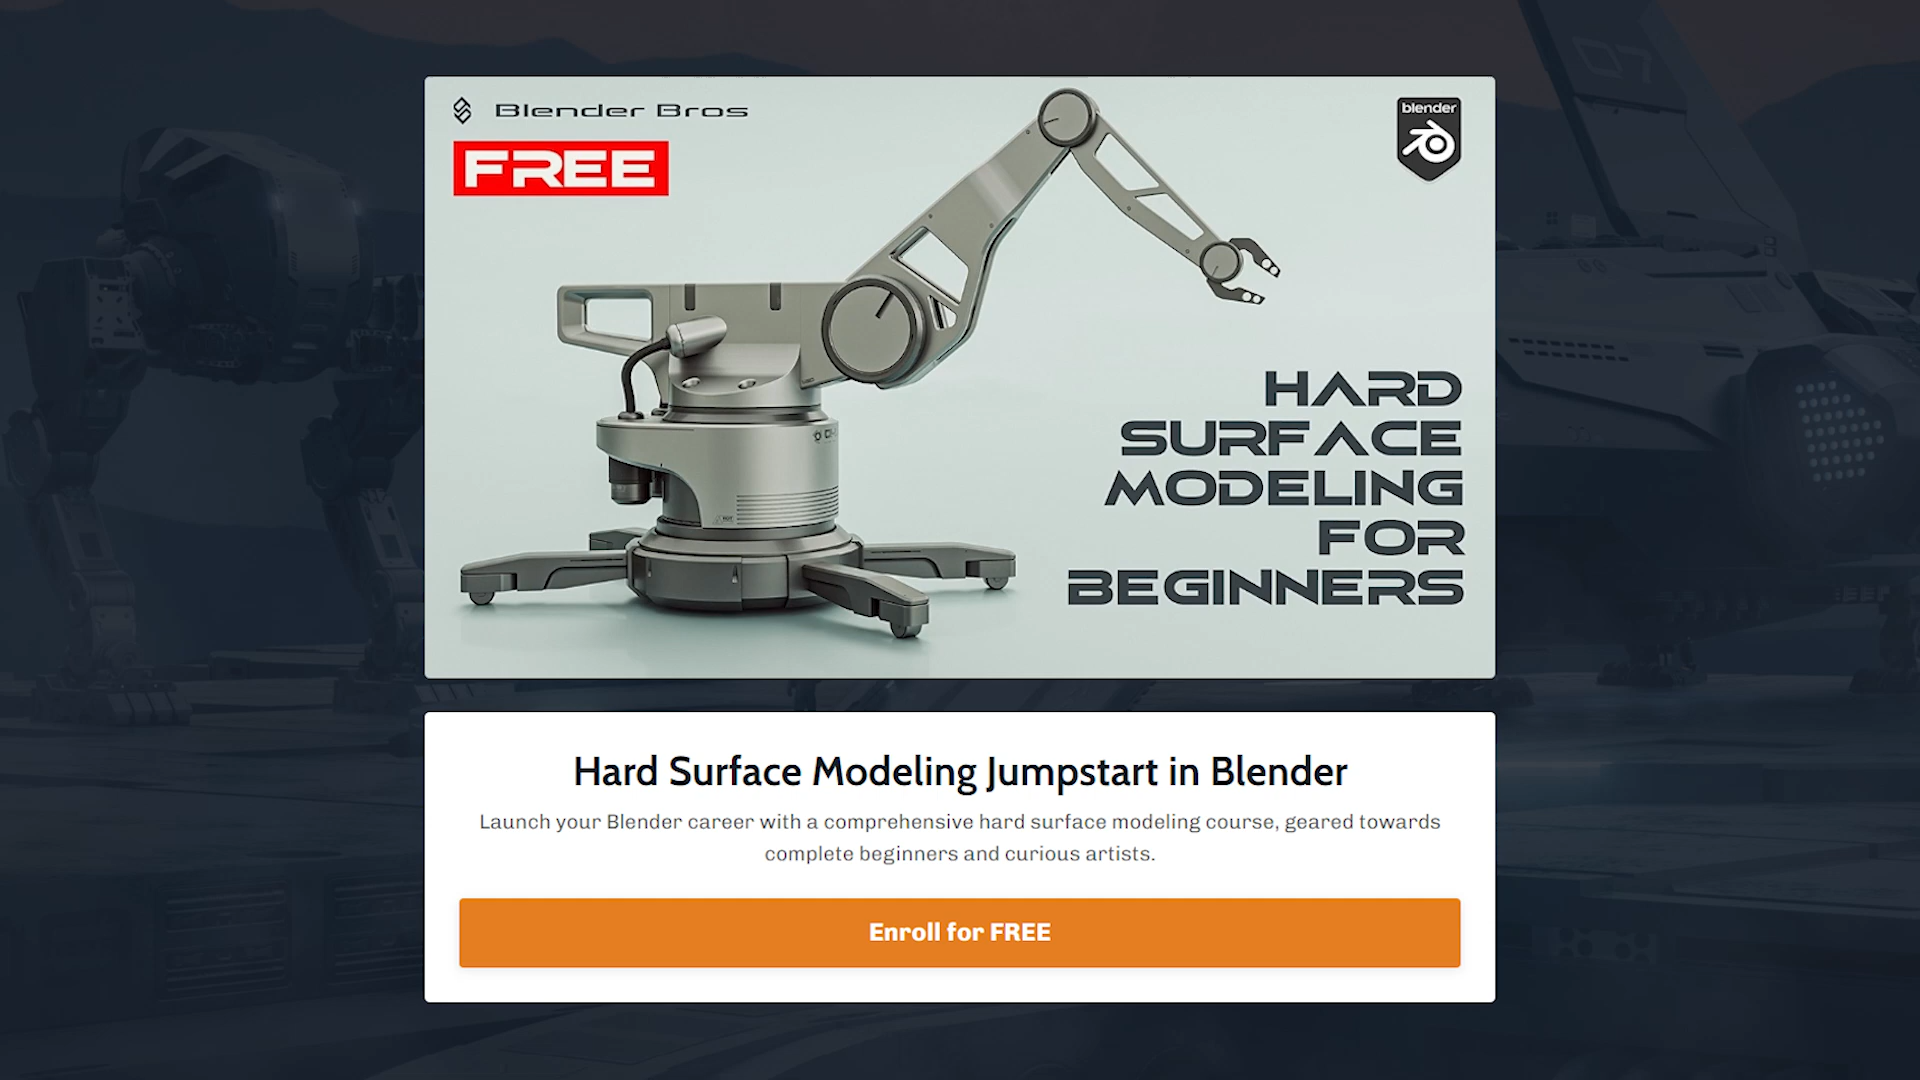 Blender Bros
FREE
blender
HARD
SURFACE
MODELING
FOR
BEGINNERS
07
Hard Surface Modeling Jumpstart in Blender
Launch your Blender career with a comprehensive hard surface modeling course, geared towards
complete beginners and curious artists.
Enroll for FREE